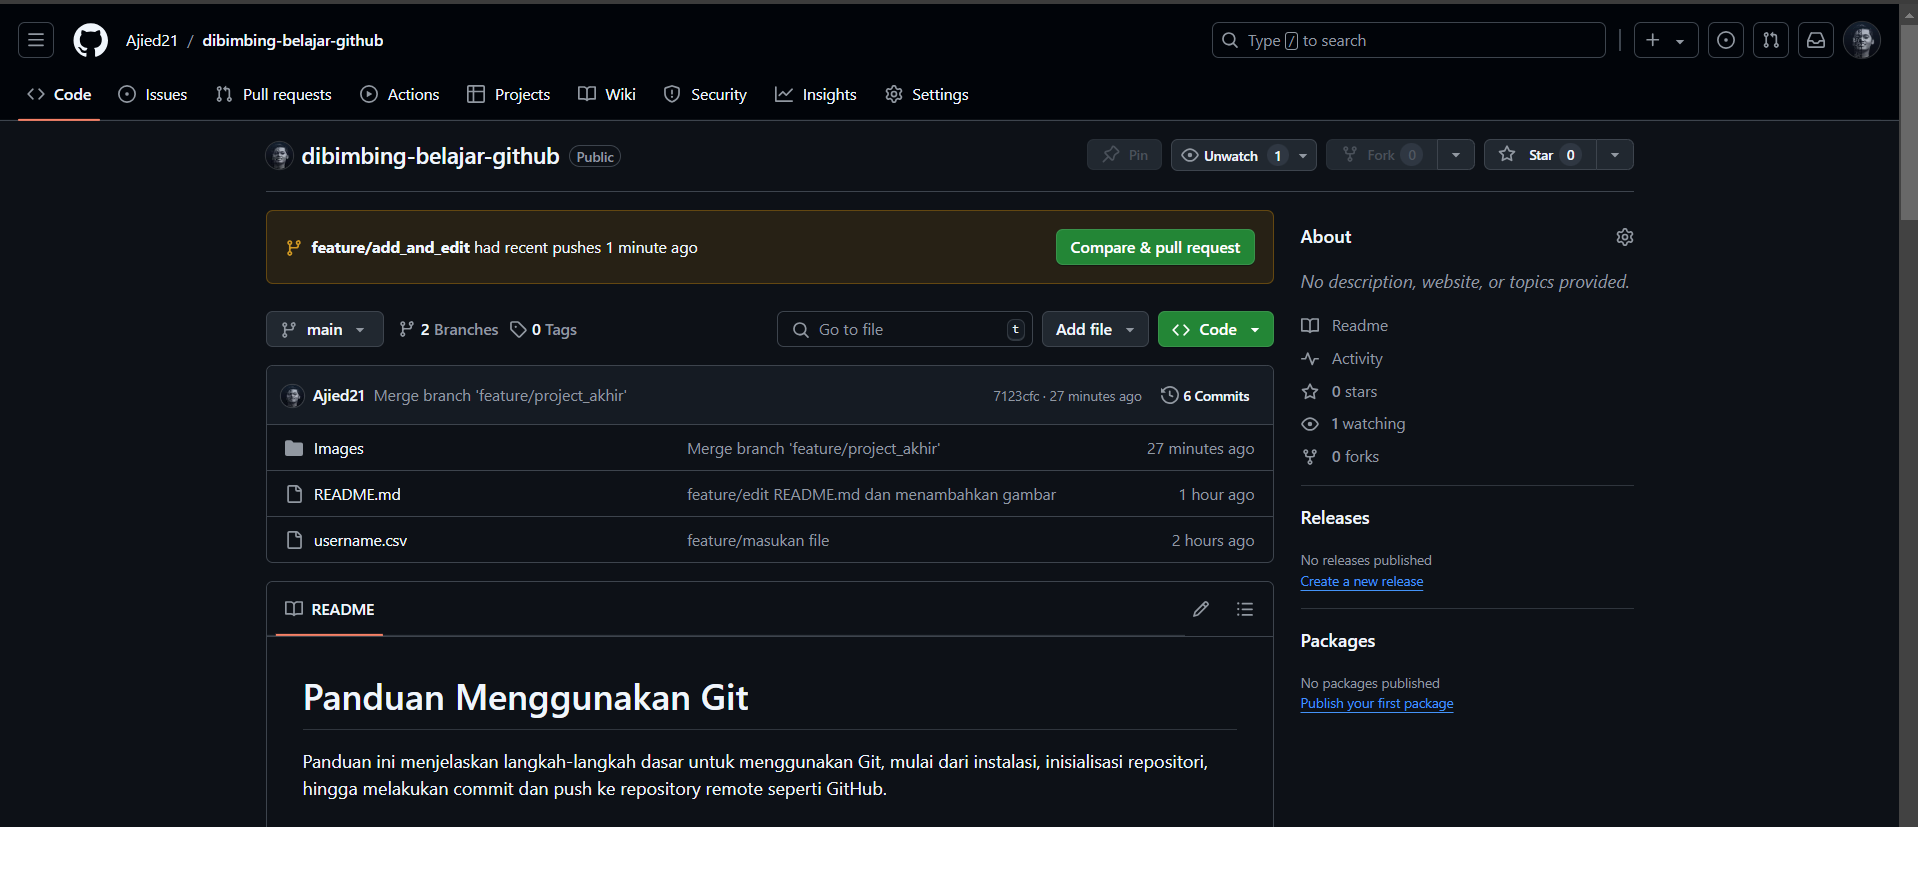 Ajied21 / dibimbing-belajar-github
Type / to search
Code Issues Pull requests Actions Projects Wiki Security Insights Settings
dibimbing-belajar-github Public
Pin Unwatch 1 Fork 0 Star 0
feature/add_and_edit had recent pushes 1 minute ago
Compare & pull request
main 2 Branches 0 Tags
Go to file t
Add file
Code
Ajied21 Merge branch 'feature/project_akhir' 7123cfc · 27 minutes ago 6 Commits
Images Merge branch 'feature/project_akhir' 27 minutes ago
README.md feature/edit README.md dan menambahkan gambar 1 hour ago
username.csv feature/masukan file 2 hours ago
README
Panduan Menggunakan Git
Panduan ini menjelaskan langkah-langkah dasar untuk menggunakan Git, mulai dari instalasi, inisialisasi repositori,
hingga melakukan commit dan push ke repository remote seperti GitHub.
About
No description, website, or topics provided.
Readme
Activity
0 stars
1 watching
0 forks
Releases
No releases published
Create a new release
Packages
No packages published
Publish your first package